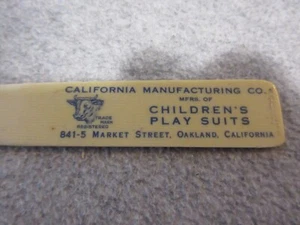 CALIFORNIA MANUFACTURING CO.
MFRS. OF
CHILDREN'S
PLAY SUITS
TRADE
MARK
REGISTERED
841-5 MARKET STREET, OAKLAND, CALIFORNIA